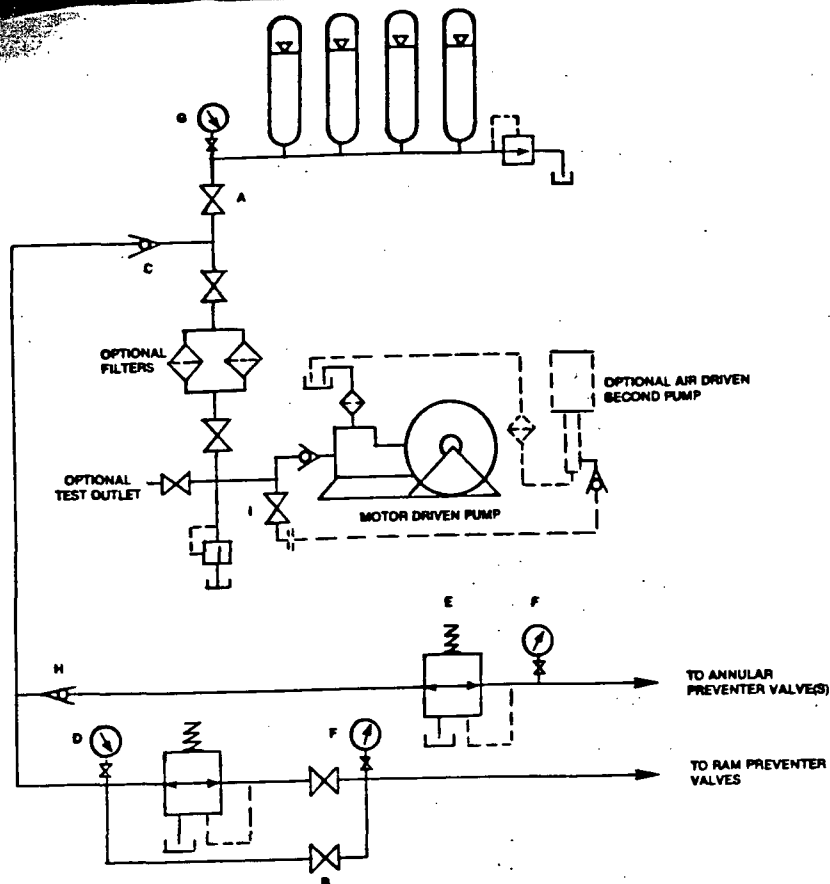 G
A
C
OPTIONAL
FILTERS
OPTIONAL AIR DRIVEN
SECOND PUMP
OPTIONAL
TEST OUTLET
I
MOTOR DRIVEN PUMP
E
F
H
TO ANNULAR
PREVENTER VALVE(S)
D
F
TO RAM PREVENTER
VALVES
B